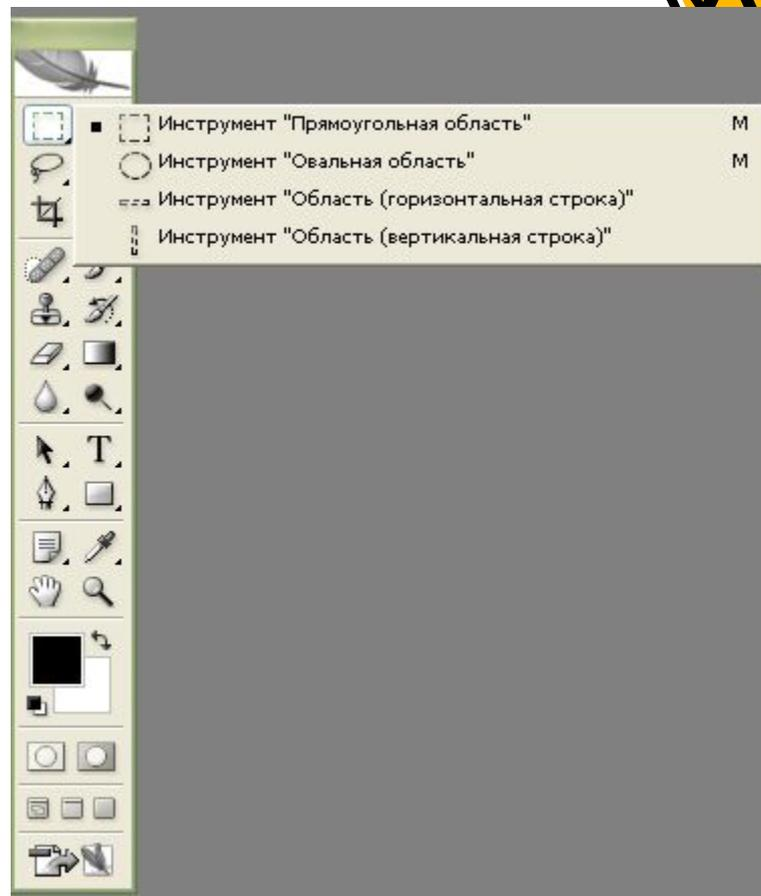 Инструмент "Прямоугольная область" M
Инструмент "Овальная область" M
Инструмент "Область (горизонтальная строка)"
Инструмент "Область (вертикальная строка)"
T